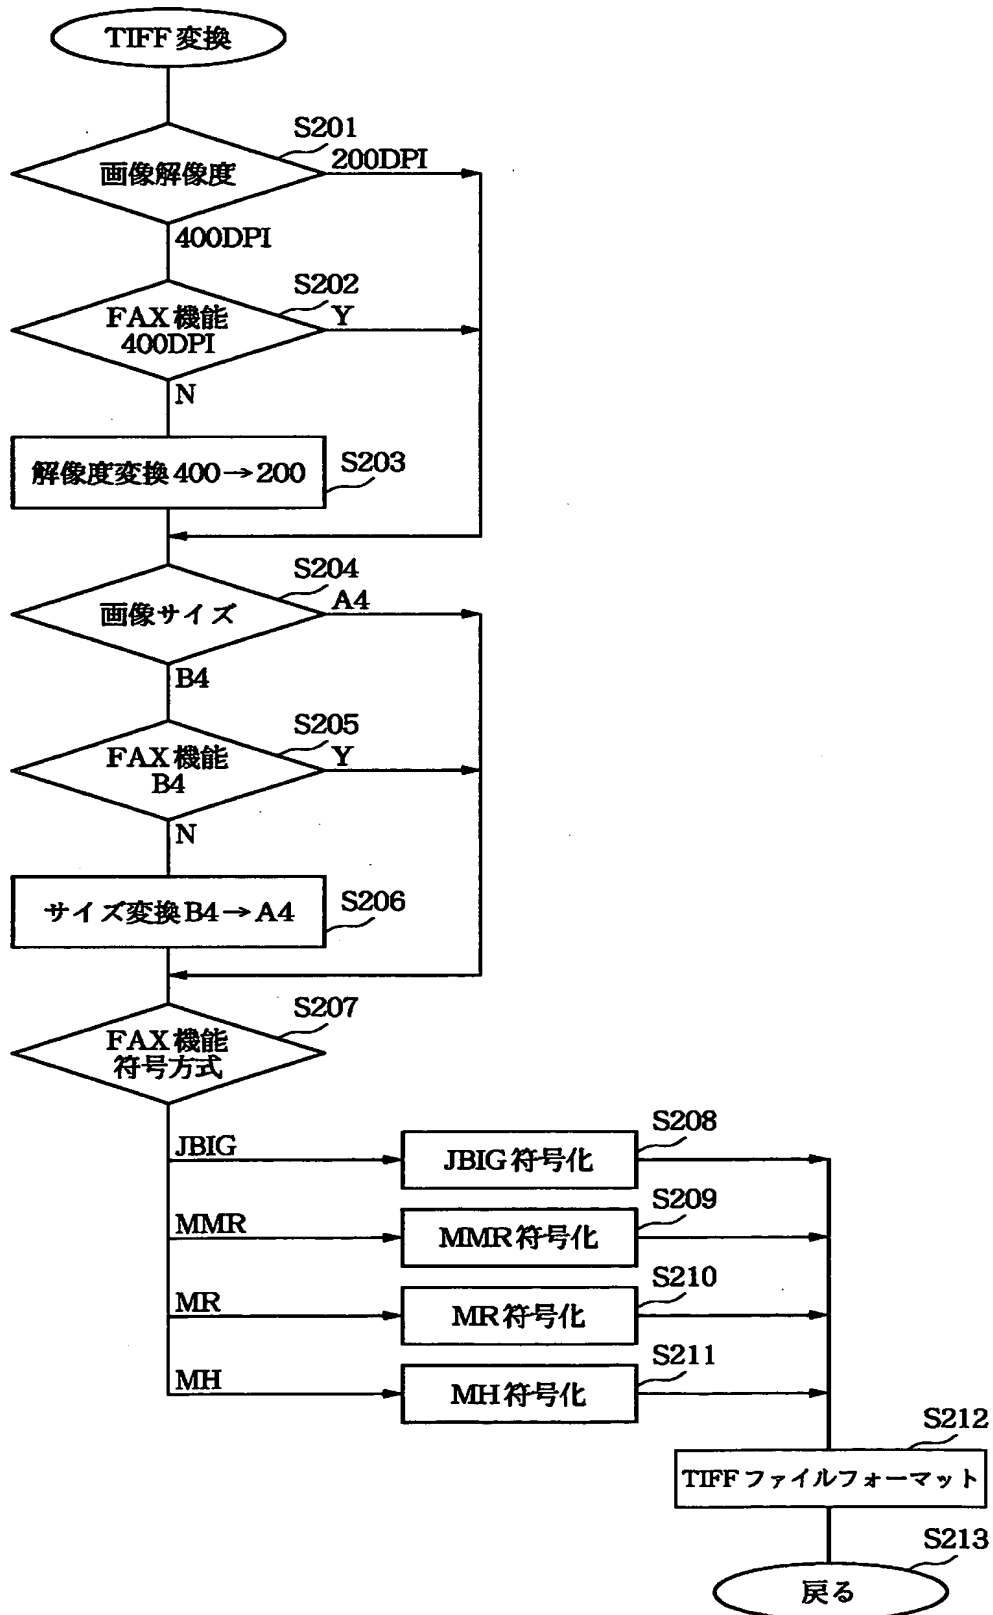 TIFF変換
S201
画像解像度
200DPI
400DPI
S202
FAX機能
400DPI
Y
N
解像度変換400→200
S203
S204
画像サイズ
A4
B4
S205
FAX機能
B4
Y
N
サイズ変換B4→A4
S206
S207
FAX機能
符号方式
JBIG
JBIG符号化
S208
MMR
MMR符号化
S209
MR
MR符号化
S210
MH
MH符号化
S211
S212
TIFFファイルフォーマット
S213
戻る